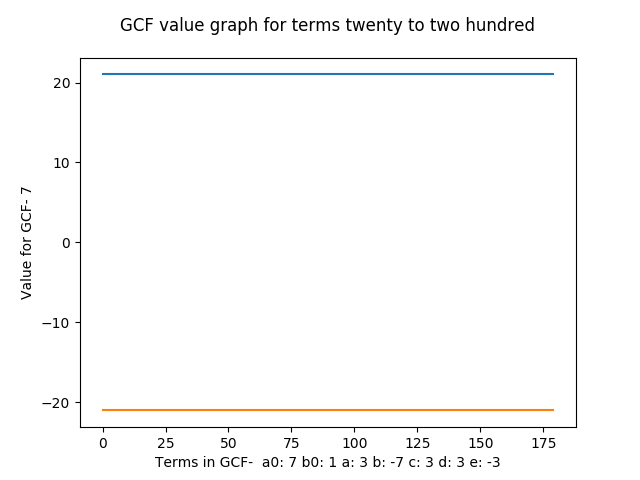 GCF value graph for terms twenty to two hundred
20
10
0
−10
−20
Value for GCF- 7
0 25 50 75 100 125 150 175
Terms in GCF-  a0: 7 b0: 1 a: 3 b: -7 c: 3 d: 3 e: -3